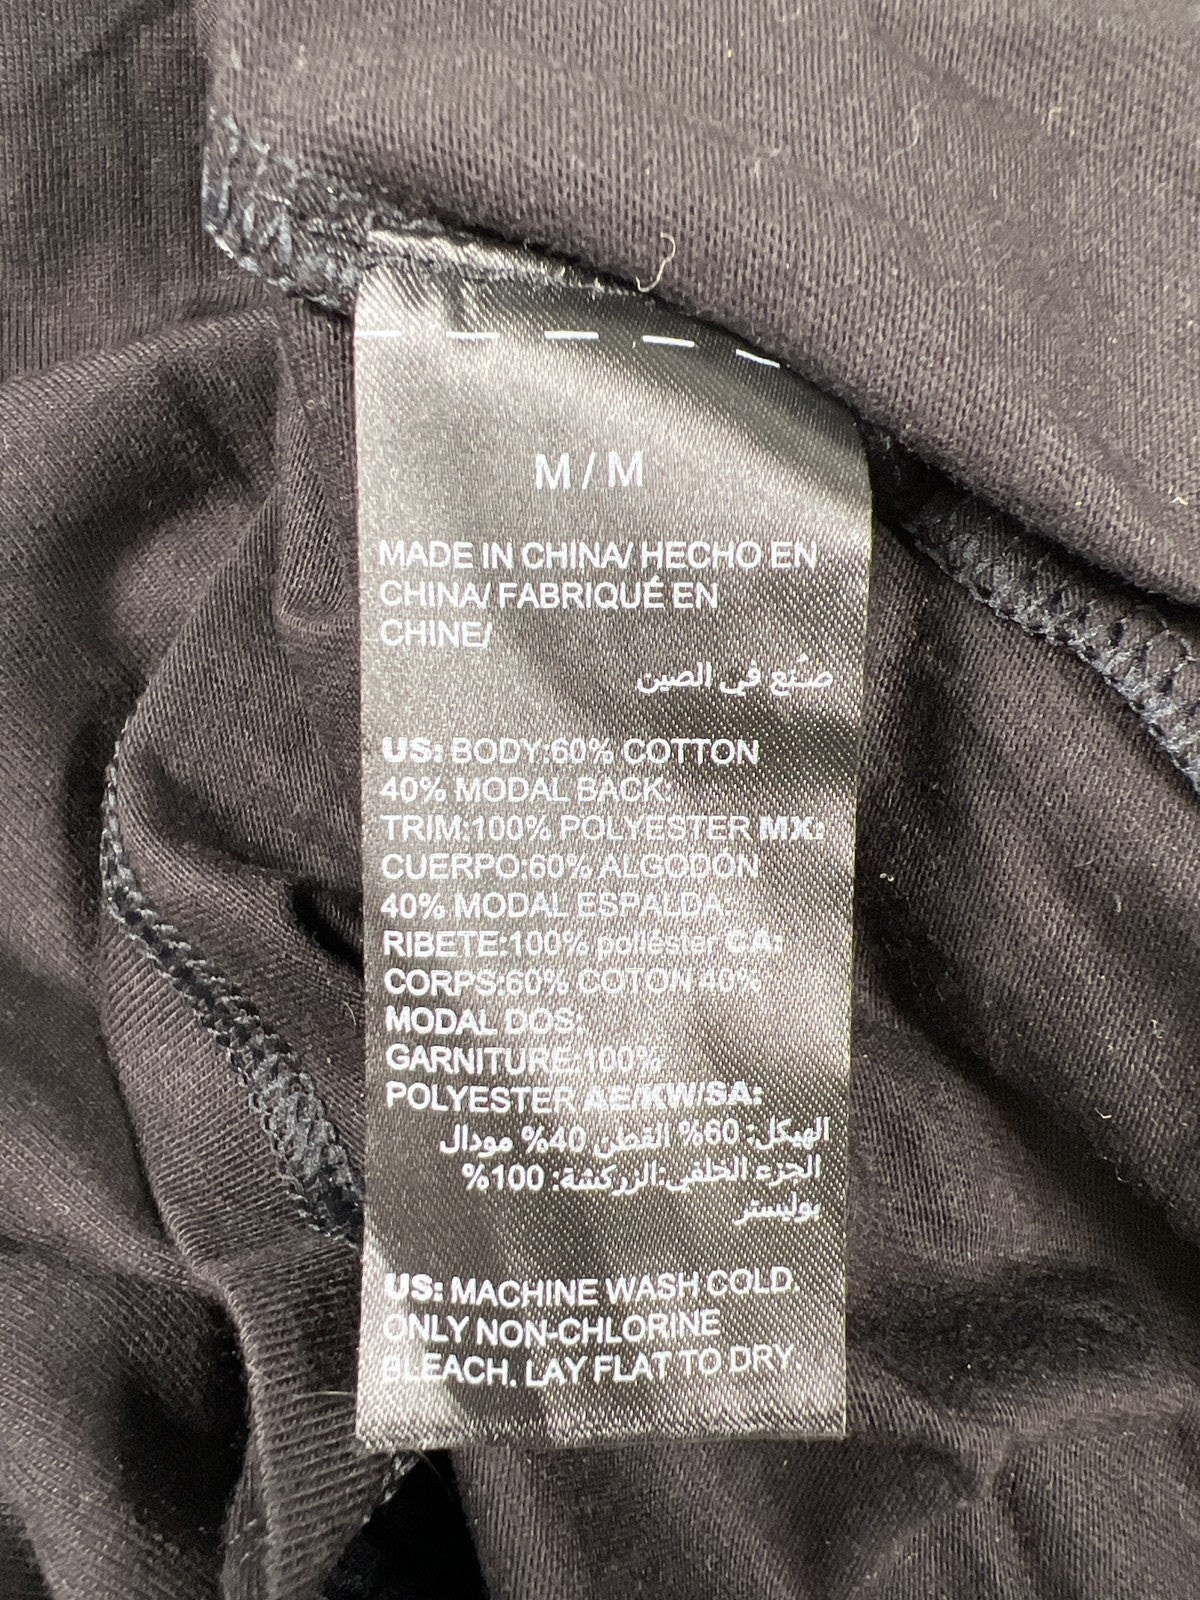 M / M
MADE IN CHINA/ HECHO EN
CHINA/ FABRIQUÉ EN
CHINE/
صُنع في الصين
US: BODY:60% COTTON
40% MODAL BACK:
TRIM:100% POLYESTER MX:
CUERPO:60% ALGODÓN
40% MODAL ESPALDA:
RIBETE:100% poliéster CA:
CORPS:60% COTON 40%
MODAL DOS:
GARNITURE:100%
POLYESTER AE/KW/SA:
الهيكل: 60% القطن, 40% مودال
الجزء الخلفي:الزركشة: 100%
بوليستر
US: MACHINE WASH COLD.
ONLY NON-CHLORINE
BLEACH. LAY FLAT TO DRY.